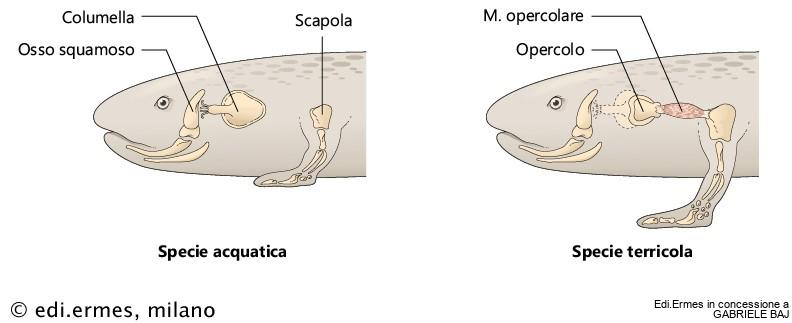 Columella
Osso squamoso
Scapola
Specie acquatica
M. opercolare
Opercolo
Specie terricola
© edi.ermes, milano
Edi.Ermes in concessione a
GABRIELE BAJ